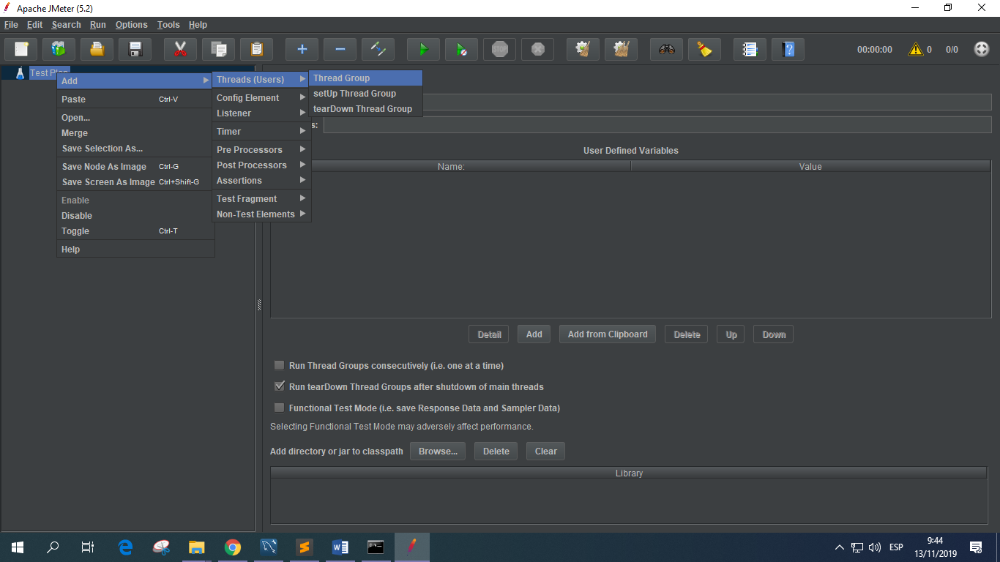 Apache JMeter (5.2)
File Edit Search Run Options Tools Help
STOP
00:00:00 0 0/0
Test Plan
Add
Paste Ctrl-V
Open...
Merge
Save Selection As...
Save Node As Image Ctrl-G
Save Screen As Image Ctrl+Shift-G
Enable
Disable
Toggle Ctrl-T
Help
Threads (Users)
Config Element
Listener
Timer
Pre Processors
Post Processors
Assertions
Test Fragment
Non-Test Elements
Thread Group
setUp Thread Group
tearDown Thread Group
s:
User Defined Variables
Name: Value
Detail Add Add from Clipboard Delete Up Down
Run Thread Groups consecutively (i.e. one at a time)
Run tearDown Thread Groups after shutdown of main threads
Functional Test Mode (i.e. save Response Data and Sampler Data)
Selecting Functional Test Mode may adversely affect performance.
Add directory or jar to classpath Browse... Delete Clear
Library
ESP
9:44
13/11/2019